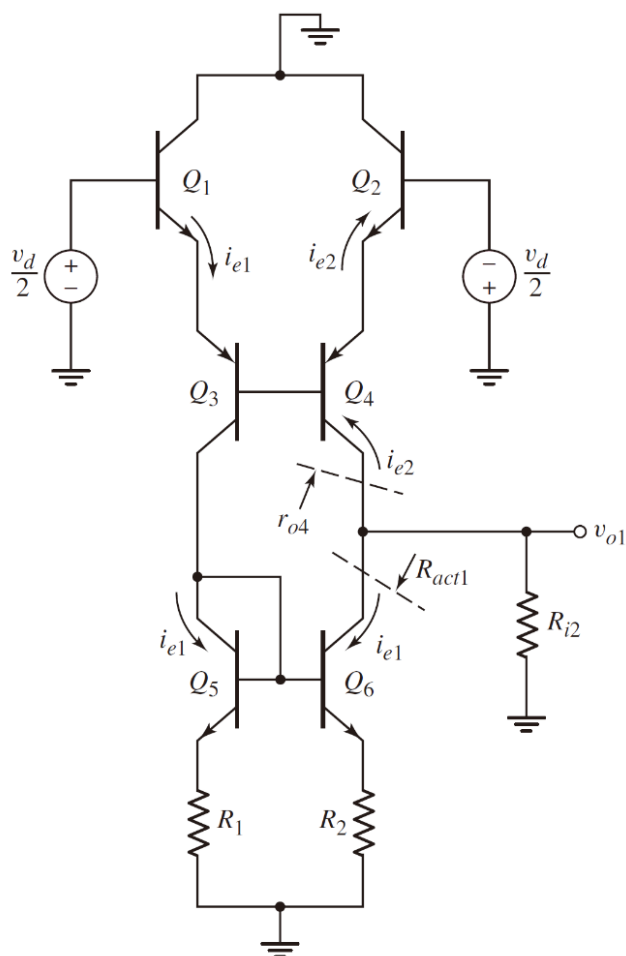 Q1
Q2
vd/2
+
−
ie1
ie2
−
+
vd/2
Q3
Q4
ie2
ro4
vo1
Ract1
Ri2
ie1
ie1
Q5
Q6
R1
R2